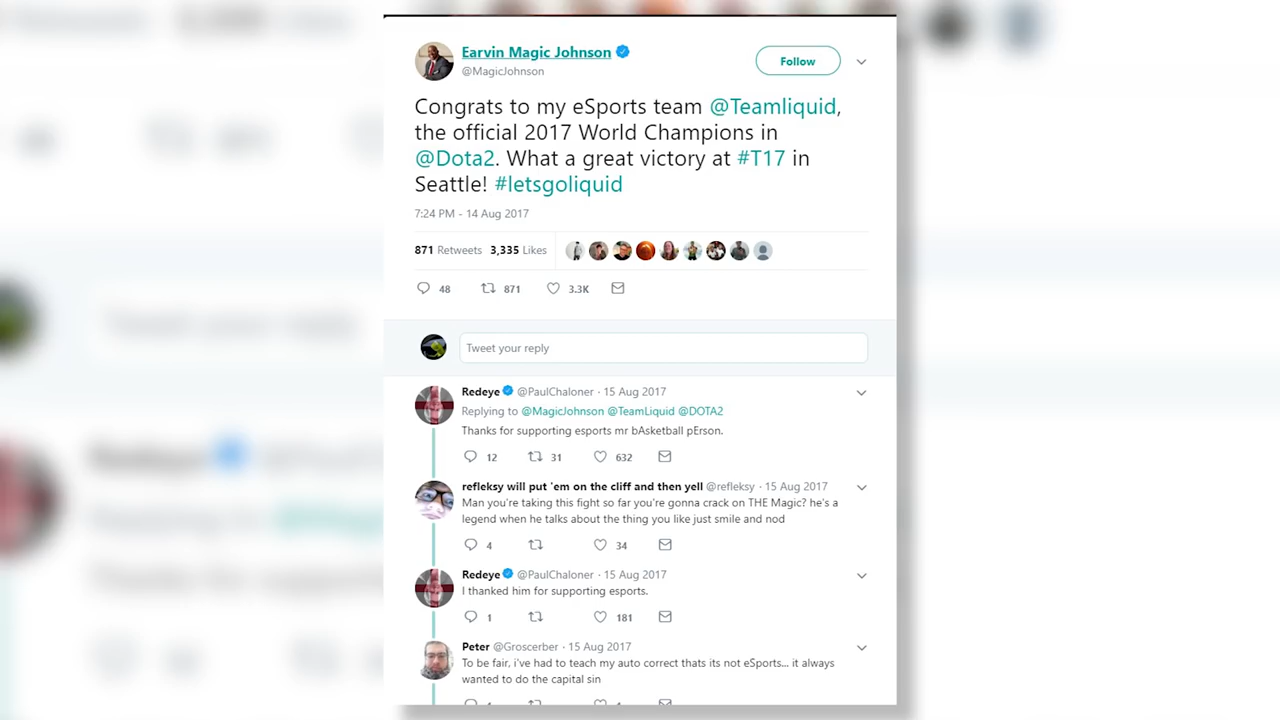 Earvin Magic Johnson
@MagicJohnson
Follow
Congrats to my eSports team @Teamliquid,
the official 2017 World Champions in
@Dota2. What a great victory at #T17 in
Seattle! #letsgoliquid
7:24 PM - 14 Aug 2017
871 Retweets 3,335 Likes
48 871 3.3K
Tweet your reply
Redeye @PaulChaloner · 15 Aug 2017
Replying to @MagicJohnson @TeamLiquid @DOTA2
Thanks for supporting esports mr bAsketball pErson.
12 31 632
refleksy will put 'em on the cliff and then yell @refleksy · 15 Aug 2017
Man you're taking this fight so far you're gonna crack on THE Magic? he's a
legend when he talks about the thing you like just smile and nod
4 34
Redeye @PaulChaloner · 15 Aug 2017
I thanked him for supporting esports.
1 181
Peter @Groscerber · 15 Aug 2017
To be fair, i've had to teach my auto correct thats its not eSports... it always
wanted to do the capital sin